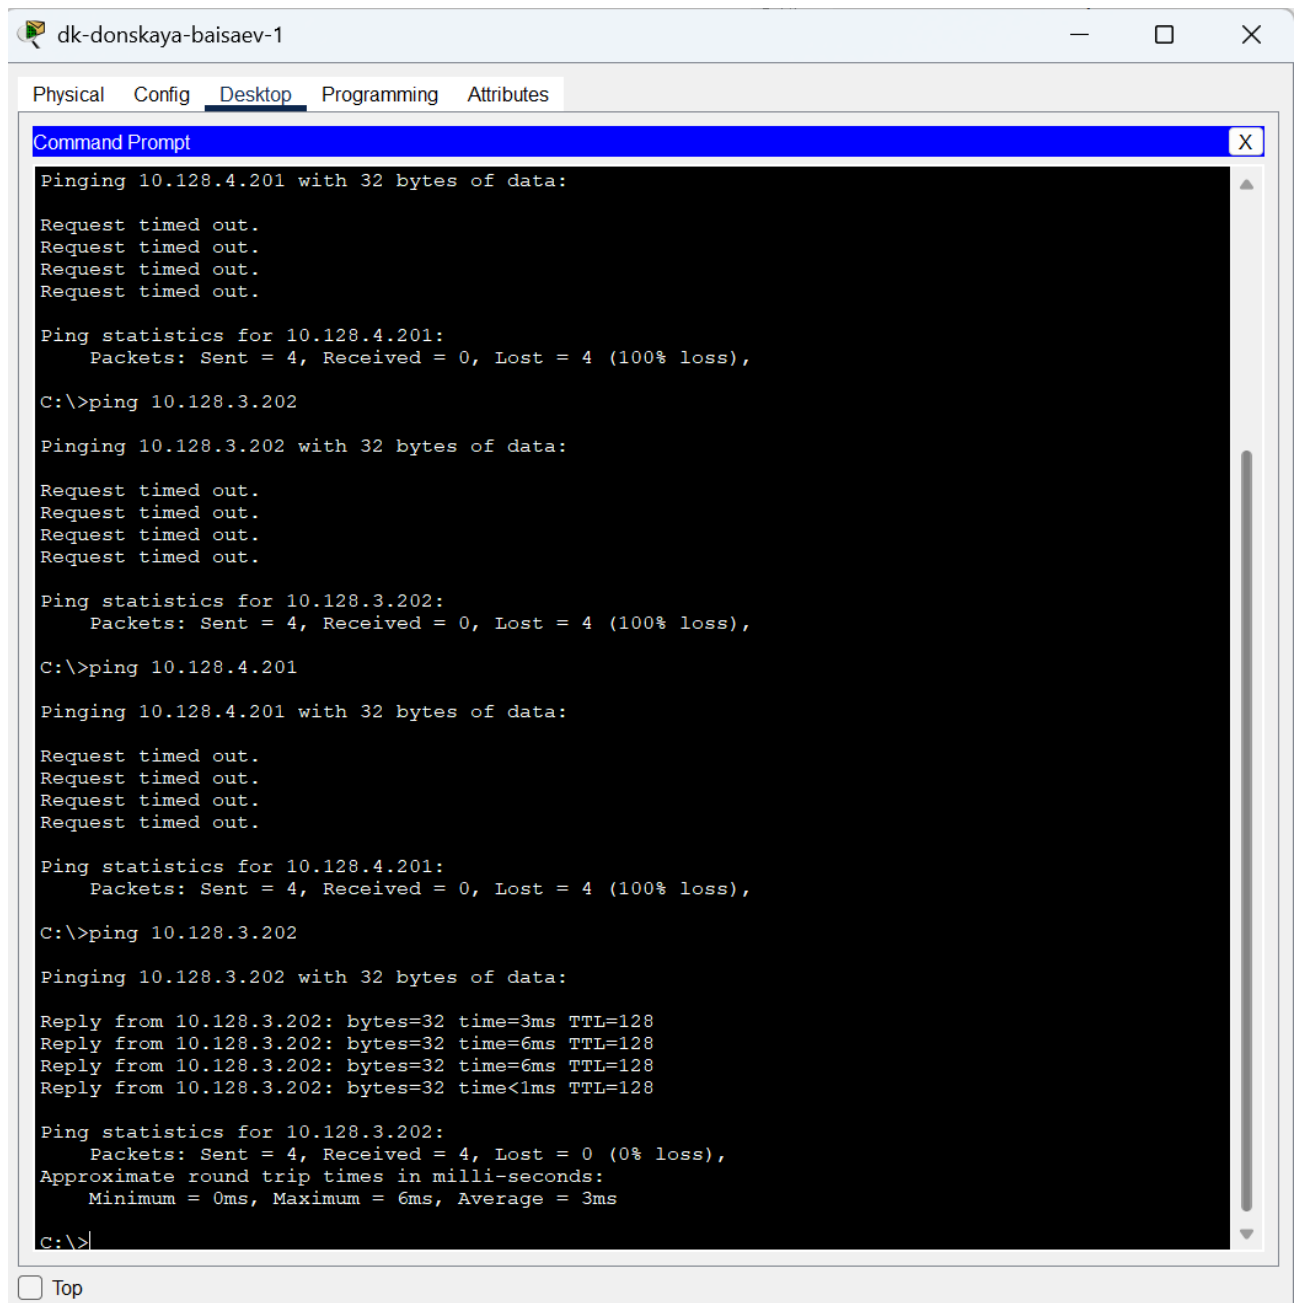 dk-donskaya-baisaev-1
Physical Config Desktop Programming Attributes
Command Prompt X
Pinging 10.128.4.201 with 32 bytes of data:
Request timed out.
Request timed out.
Request timed out.
Request timed out.
Ping statistics for 10.128.4.201:
Packets: Sent = 4, Received = 0, Lost = 4 (100% loss),
C:\>ping 10.128.3.202
Pinging 10.128.3.202 with 32 bytes of data:
Request timed out.
Request timed out.
Request timed out.
Request timed out.
Ping statistics for 10.128.3.202:
Packets: Sent = 4, Received = 0, Lost = 4 (100% loss),
C:\>ping 10.128.4.201
Pinging 10.128.4.201 with 32 bytes of data:
Request timed out.
Request timed out.
Request timed out.
Request timed out.
Ping statistics for 10.128.4.201:
Packets: Sent = 4, Received = 0, Lost = 4 (100% loss),
C:\>ping 10.128.3.202
Pinging 10.128.3.202 with 32 bytes of data:
Reply from 10.128.3.202: bytes=32 time=3ms TTL=128
Reply from 10.128.3.202: bytes=32 time=6ms TTL=128
Reply from 10.128.3.202: bytes=32 time=6ms TTL=128
Reply from 10.128.3.202: bytes=32 time<1ms TTL=128
Ping statistics for 10.128.3.202:
Packets: Sent = 4, Received = 4, Lost = 0 (0% loss),
Approximate round trip times in milli-seconds:
Minimum = 0ms, Maximum = 6ms, Average = 3ms
C:\>
Top